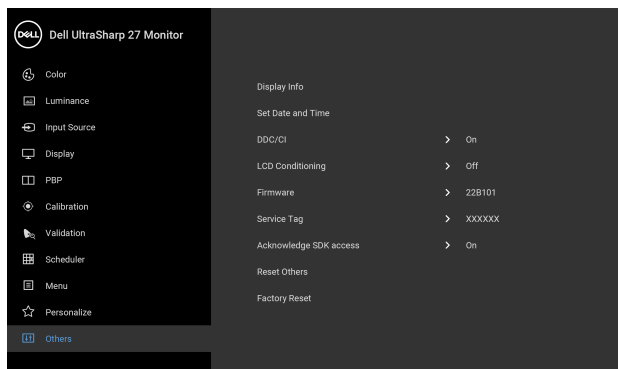 DELL Dell UltraSharp 27 Monitor
Color
Luminance
Input Source
Display
PBP
Calibration
Validation
Scheduler
Menu
Personalize
Others
Display Info
Set Date and Time
DDC/CI > On
LCD Conditioning > Off
Firmware > 22B101
Service Tag > XXXXXX
Acknowledge SDK access > On
Reset Others
Factory Reset